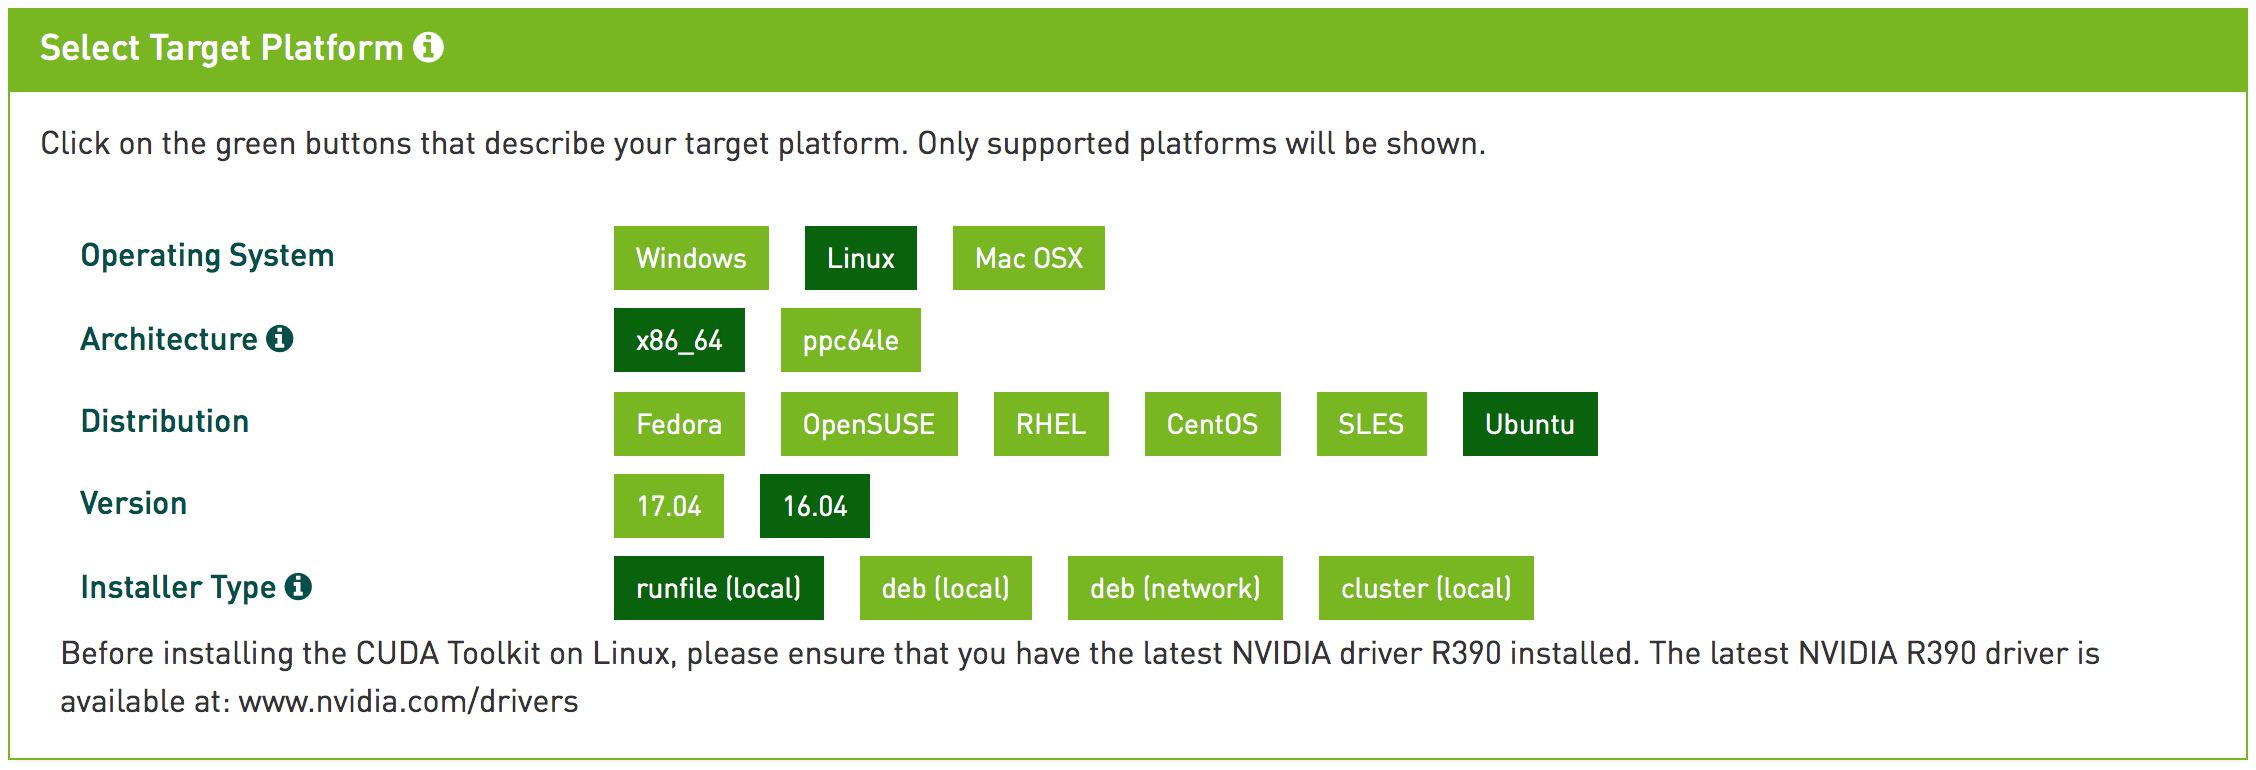 Select Target Platform
Click on the green buttons that describe your target platform. Only supported platforms will be shown.
Operating System Windows Linux Mac OSX
Architecture x86_64 ppc64le
Distribution Fedora OpenSUSE RHEL CentOS SLES Ubuntu
Version 17.04 16.04
Installer Type runfile (local) deb (local) deb (network) cluster (local)
Before installing the CUDA Toolkit on Linux, please ensure that you have the latest NVIDIA driver R390 installed. The latest NVIDIA R390 driver is
available at: www.nvidia.com/drivers